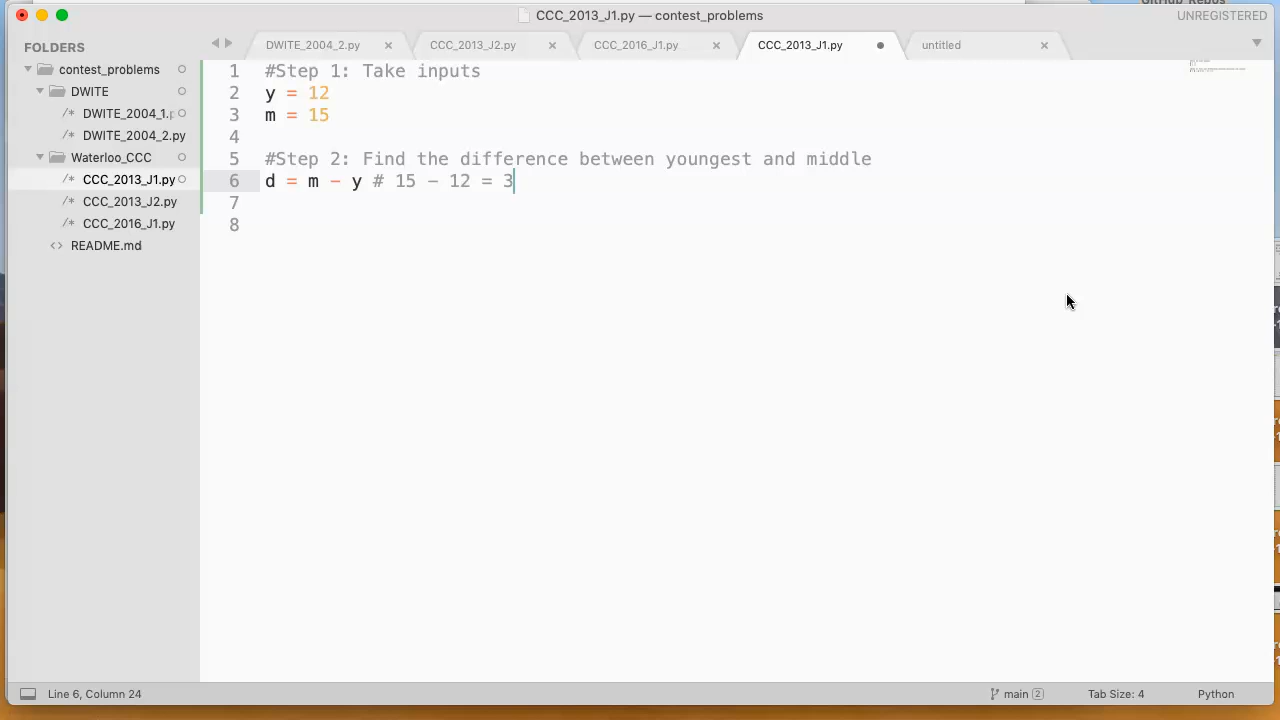 GitHub_Repos
CCC_2013_J1.py — contest_problems
UNREGISTERED
FOLDERS
contest_problems
DWITE
/* DWITE_2004_1.p
/* DWITE_2004_2.py
Waterloo_CCC
/* CCC_2013_J1.py
/* CCC_2013_J2.py
/* CCC_2016_J1.py
<> README.md
DWITE_2004_2.py
CCC_2013_J2.py
CCC_2016_J1.py
CCC_2013_J1.py
untitled
1 #Step 1: Take inputs
2 y = 12
3 m = 15
4
5 #Step 2: Find the difference between youngest and middle
6 d = m - y # 15 - 12 = 3
7
8
Line 6, Column 24
main 2
Tab Size: 4
Python